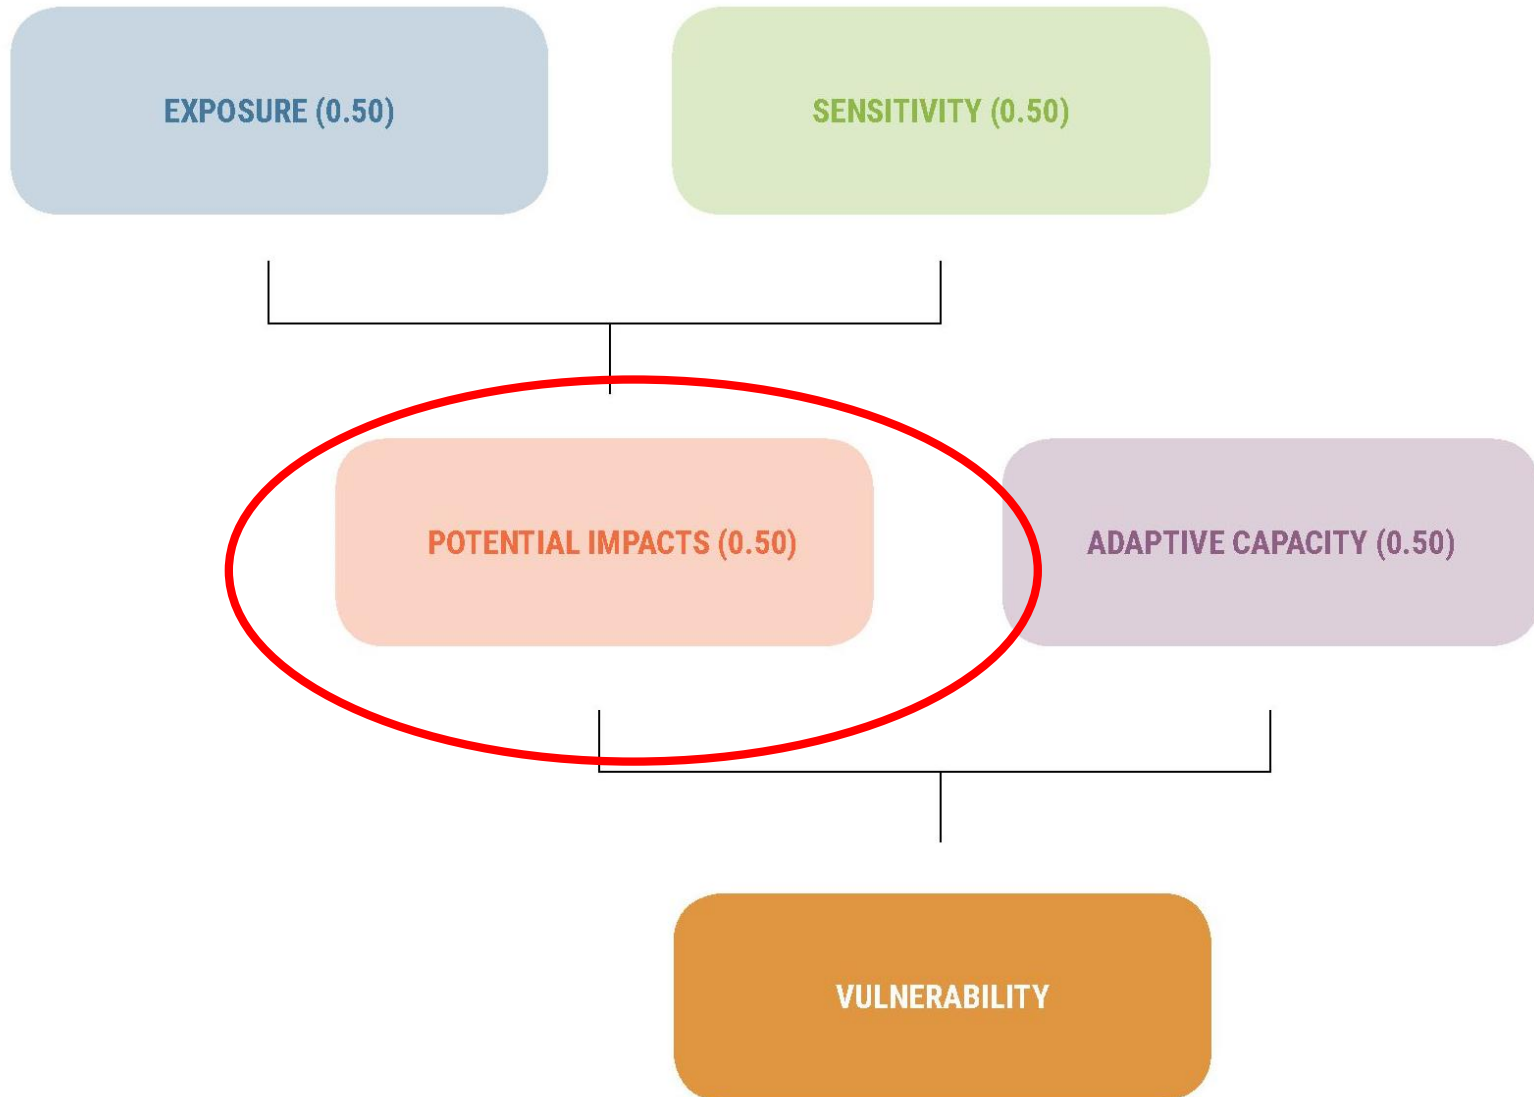 EXPOSURE (0.50)
SENSITIVITY (0.50)
POTENTIAL IMPACTS (0.50)
ADAPTIVE CAPACITY (0.50)
VULNERABILITY